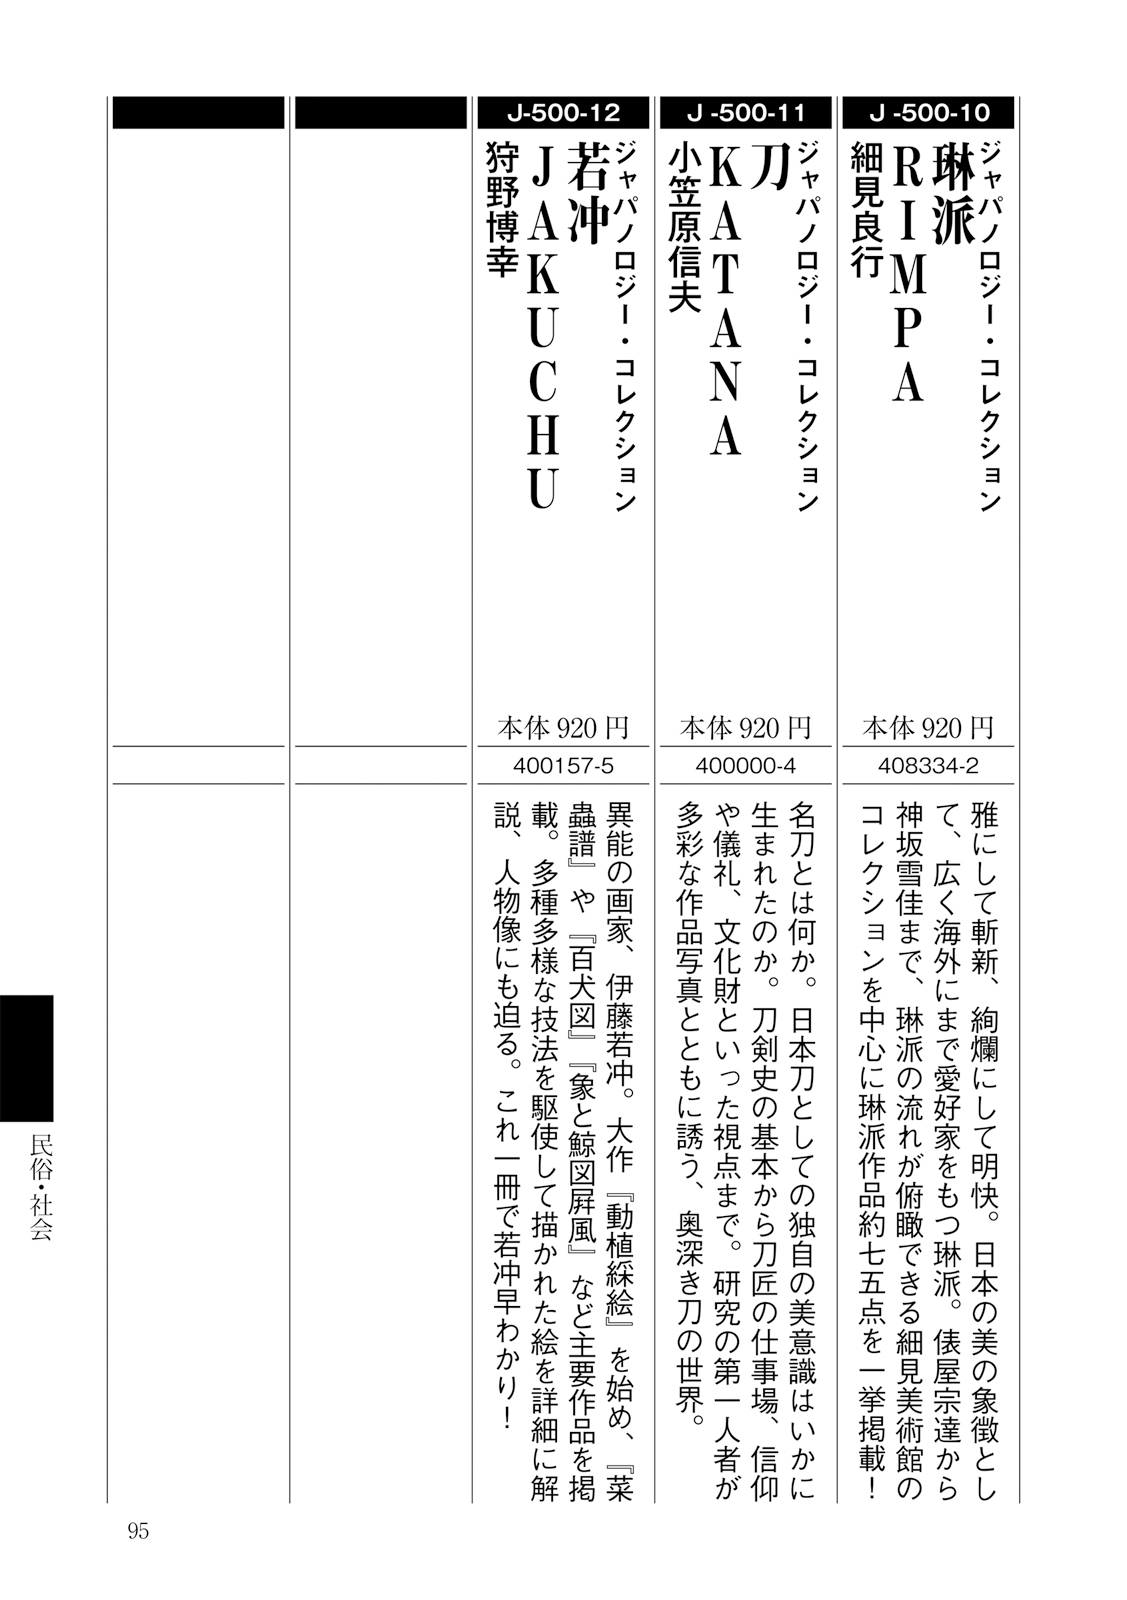 J-500-10
ジャパノロジー・コレクション
琳派
RIMPA
細見良行
本体920円
408334-2
雅にして斬新、絢爛にして明快。日本の美の象徴とし
て、広く海外にまで愛好家をもつ琳派。俵屋宗達から
神坂雪佳まで、琳派の流れが俯瞰できる細見美術館の
コレクションを中心に琳派作品約七五点を一挙掲載！
J-500-11
ジャパノロジー・コレクション
刀
KATANA
小笠原信夫
本体920円
400000-4
名刀とは何か。日本刀としての独自の美意識はいかに
生まれたのか。刀剣史の基本から刀匠の仕事場、信仰
や儀礼、文化財といった視点まで。研究の第一人者が
多彩な作品写真とともに誘う、奥深き刀の世界。
J-500-12
ジャパノロジー・コレクション
若冲
JAKUCHU
狩野博幸
本体920円
400157-5
異能の画家、伊藤若冲。大作『動植綵絵』を始め、『菜
蟲譜』や『百犬図』『象と鯨図屛風』など主要作品を掲
載。多種多様な技法を駆使して描かれた絵を詳細に解
説、人物像にも迫る。これ一冊で若冲早わかり！
民俗・社会
95